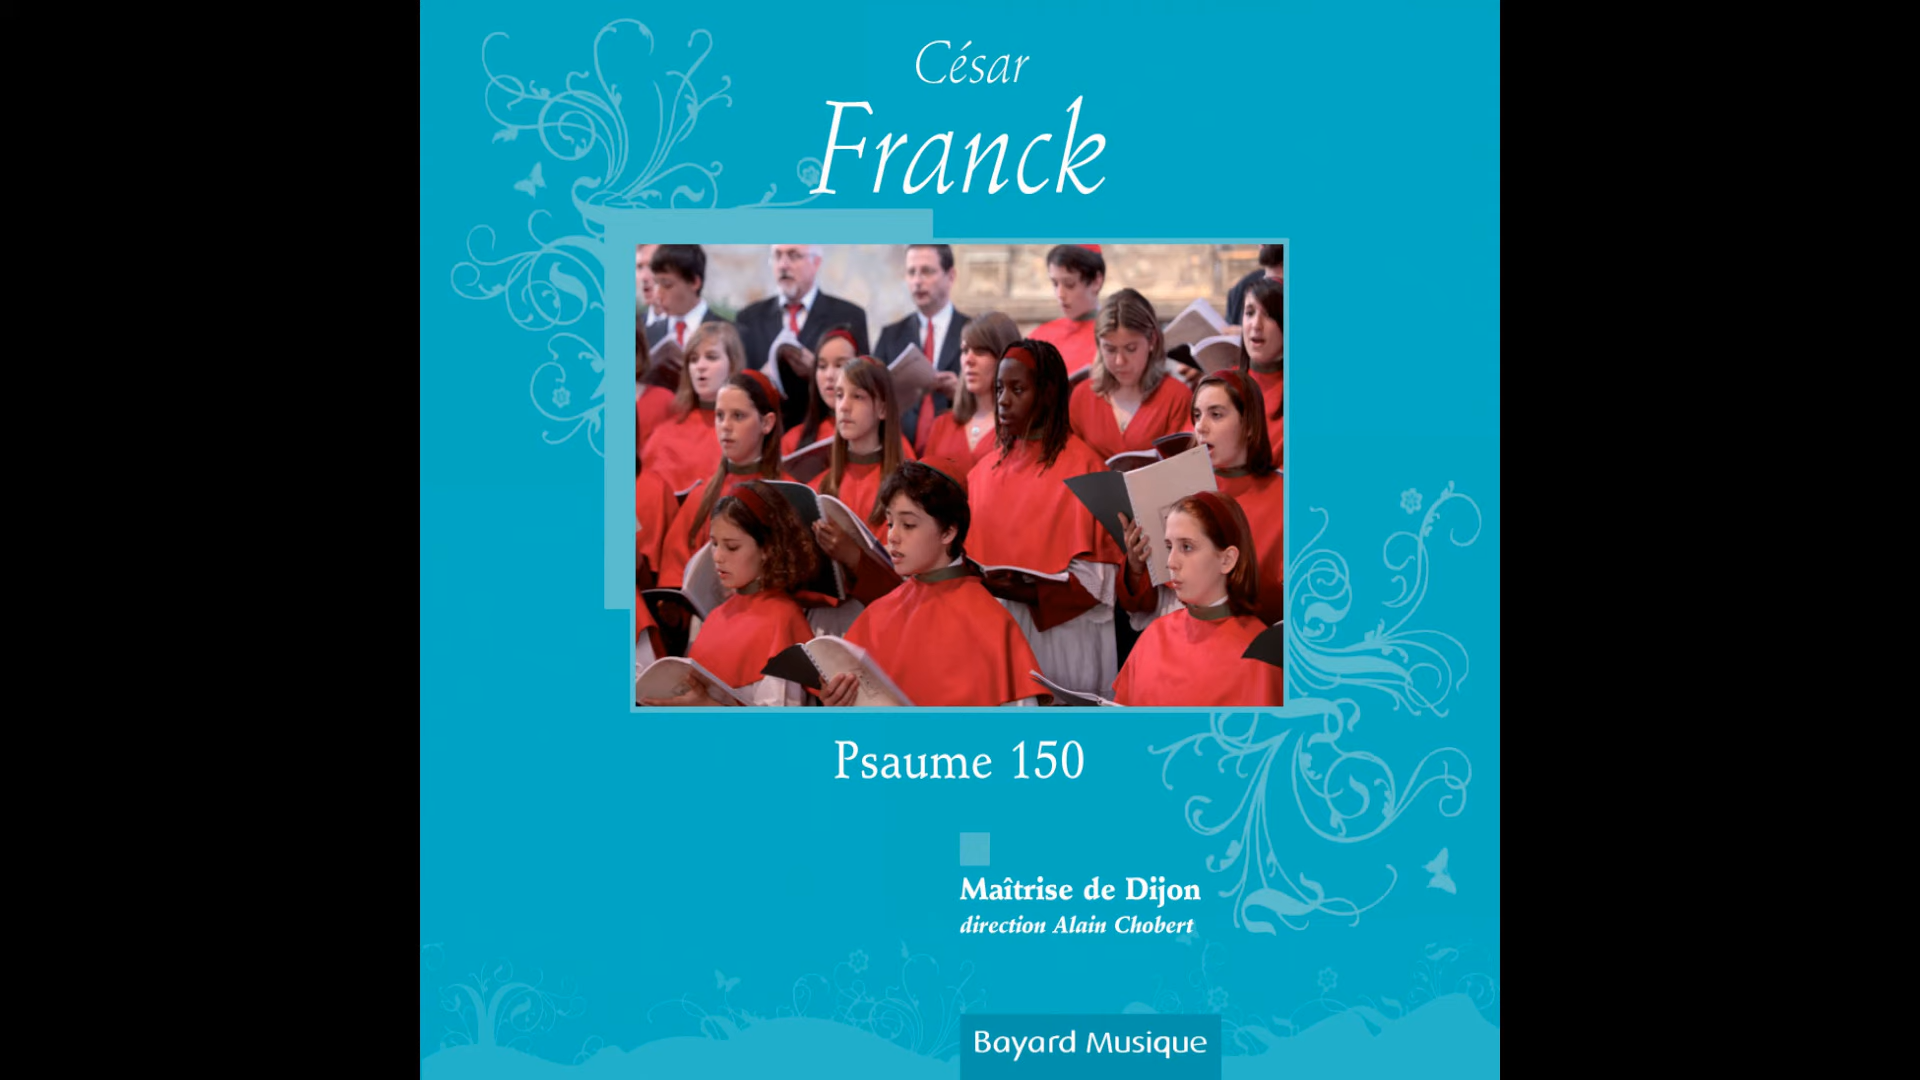 César
Franck
Psaume 150
Maîtrise de Dijon
direction Alain Chobert
Bayard Musique